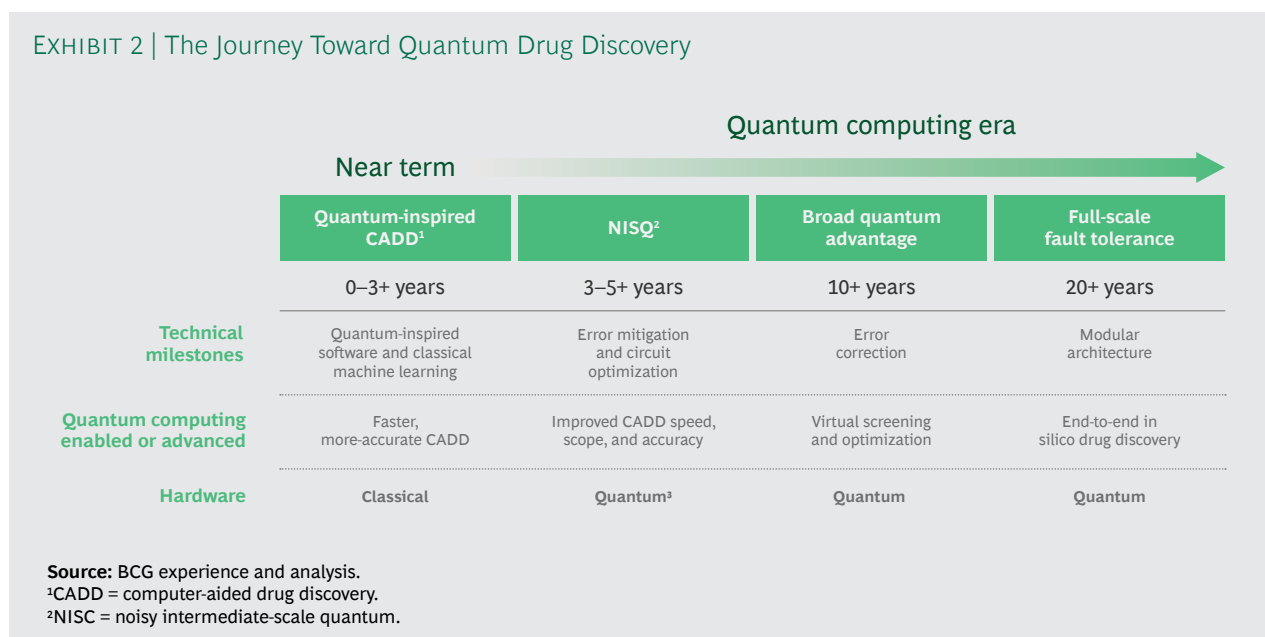 EXHIBIT 2 | The Journey Toward Quantum Drug Discovery
Quantum computing era
Near term
Quantum-inspired
CADD¹
NISQ²
Broad quantum
advantage
Full-scale
fault tolerance
0–3+ years
3–5+ years
10+ years
20+ years
Technical
milestones
Quantum-inspired
software and classical
machine learning
Error mitigation
and circuit
optimization
Error
correction
Modular
architecture
Quantum computing
enabled or advanced
Faster,
more-accurate CADD
Improved CADD speed,
scope, and accuracy
Virtual screening
and optimization
End-to-end in
silico drug discovery
Hardware
Classical
Quantum³
Quantum
Quantum
Source: BCG experience and analysis.
¹CADD = computer-aided drug discovery.
²NISC = noisy intermediate-scale quantum.